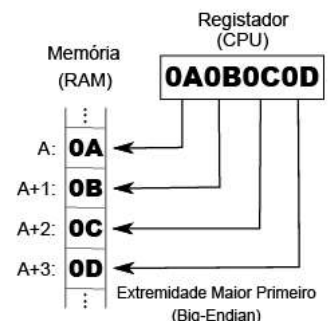 Registador
(CPU)
Memória
(RAM)
0A0B0C0D
⋮
A: 0A
A+1: 0B
A+2: 0C
A+3: 0D
⋮
Extremidade Maior Primeiro
(Big-Endian)